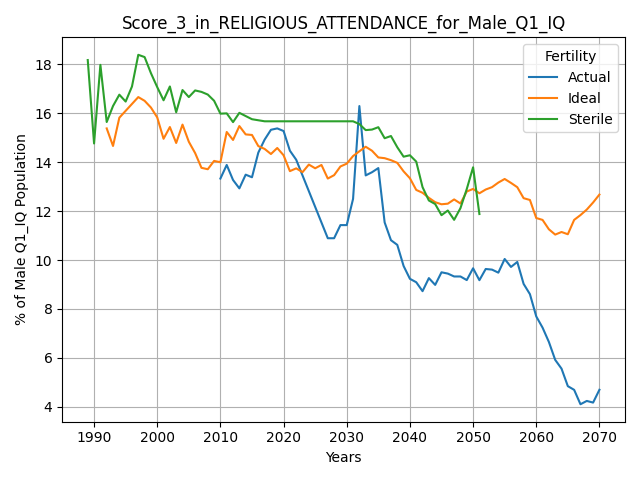 Score_3_in_RELIGIOUS_ATTENDANCE_for_Male_Q1_IQ
Fertility
Actual
Ideal
Sterile
% of Male Q1_IQ Population
18
16
14
12
10
8
6
4
1990 2000 2010 2020 2030 2040 2050 2060 2070
Years